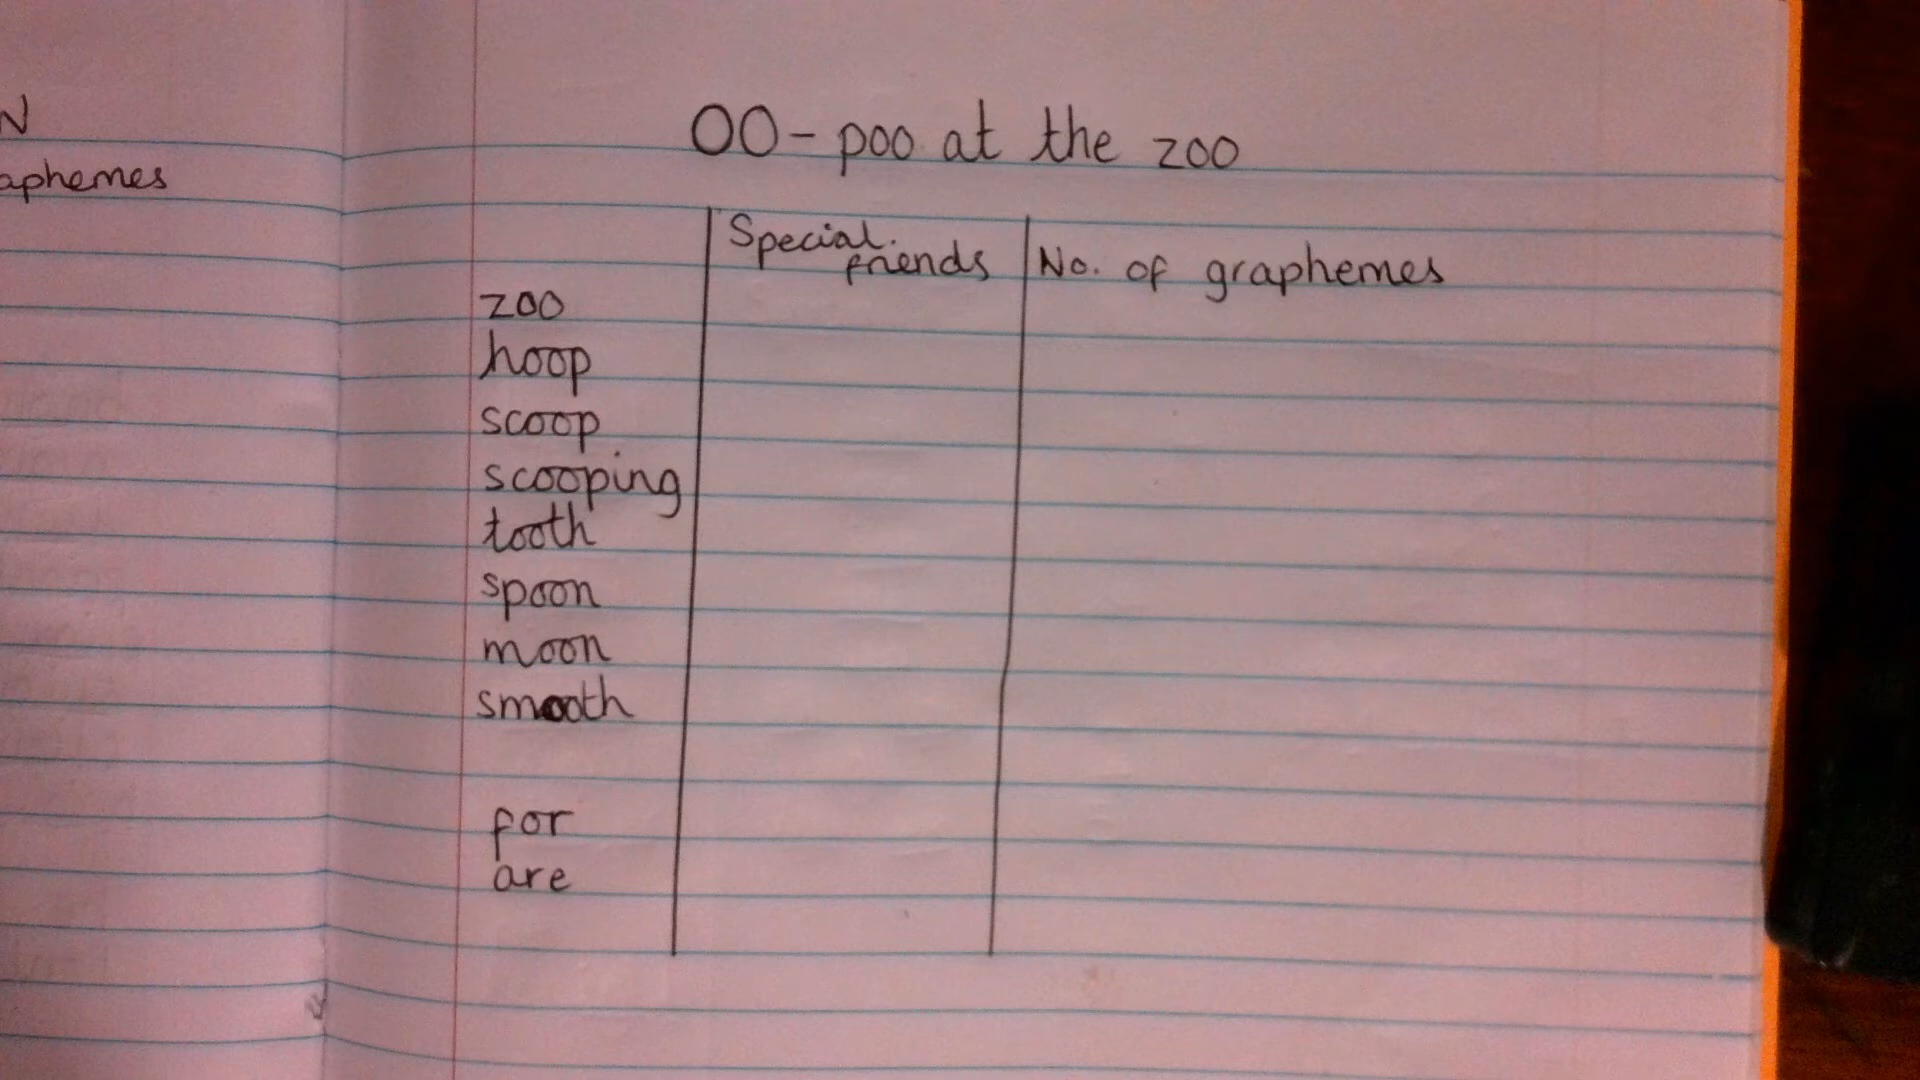 N
aphemes
OO - poo at the zoo
Special friends
No. of graphemes
zoo
hoop
scoop
scooping
tooth
spoon
moon
smooth
for
are